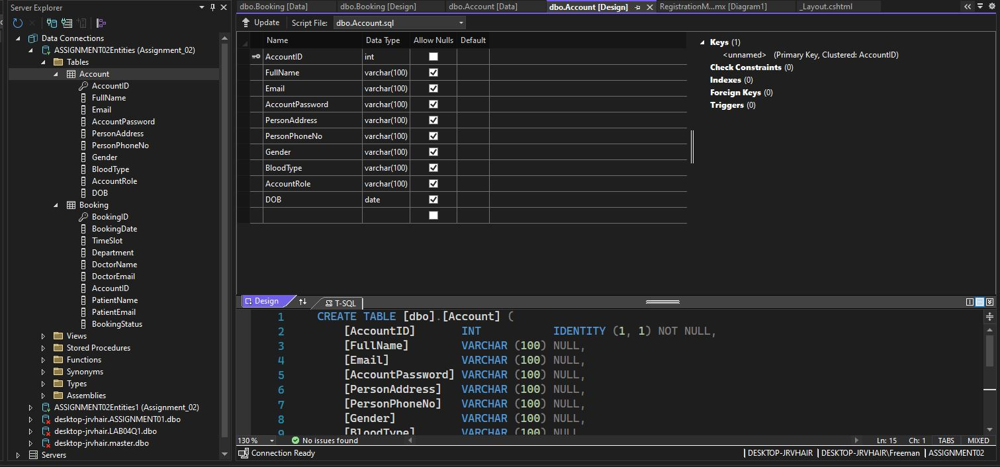 Server Explorer
Data Connections
ASSIGNMENT02Entities (Assignment_02)
Tables
Account
AccountID
FullName
Email
AccountPassword
PersonAddress
PersonPhoneNo
Gender
BloodType
AccountRole
DOB
Booking
BookingID
BookingDate
TimeSlot
Department
DoctorName
DoctorEmail
AccountID
PatientName
PatientEmail
BookingStatus
Views
Stored Procedures
Functions
Synonyms
Types
Assemblies
ASSIGNMENT02Entities1 (Assignment_02)
desktop-jrvhair.ASSIGNMENT01.dbo
desktop-jrvhair.LAB04Q1.dbo
desktop-jrvhair.master.dbo
Servers
dbo.Booking [Data] dbo.Booking [Design] dbo.Account [Data] dbo.Account [Design] RegistrationM...mx [Diagram1] _Layout.cshtml
Update Script File: dbo.Account.sql
Name Data Type Allow Nulls Default
AccountID int
FullName varchar(100)
Email varchar(100)
AccountPassword varchar(100)
PersonAddress varchar(100)
PersonPhoneNo varchar(100)
Gender varchar(100)
BloodType varchar(100)
AccountRole varchar(100)
DOB date
Keys (1)
<unnamed> (Primary Key, Clustered: AccountID)
Check Constraints (0)
Indexes (0)
Foreign Keys (0)
Triggers (0)
Design T-SQL
1 CREATE TABLE [dbo].[Account] (
2 [AccountID] INT IDENTITY (1, 1) NOT NULL,
3 [FullName] VARCHAR (100) NULL,
4 [Email] VARCHAR (100) NULL,
5 [AccountPassword] VARCHAR (100) NULL,
6 [PersonAddress] VARCHAR (100) NULL,
7 [PersonPhoneNo] VARCHAR (100) NULL,
8 [Gender] VARCHAR (100) NULL,
9 [BloodType] VARCHAR (100) NULL,
130 % No issues found Ln: 15 Ch: 1 TABS MIXED
Connection Ready DESKTOP-JRVHAIR DESKTOP-JRVHAIR\Freeman ASSIGNMENT02